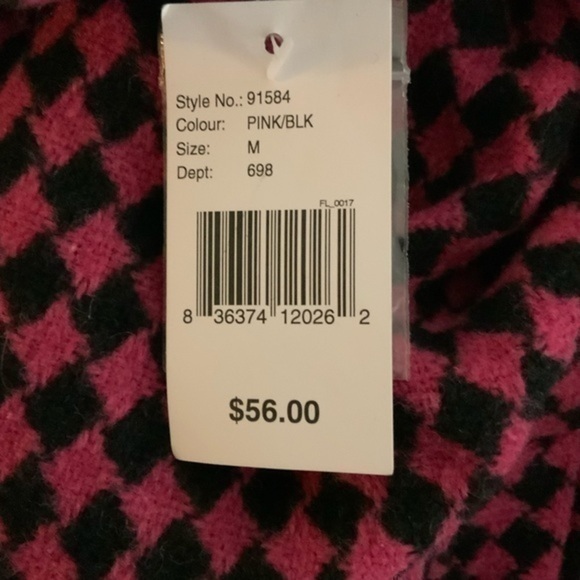 Style No.: 91584
Colour: PINK/BLK
Size: M
Dept: 698
FL_0017
8 36374 12026 2
$56.00